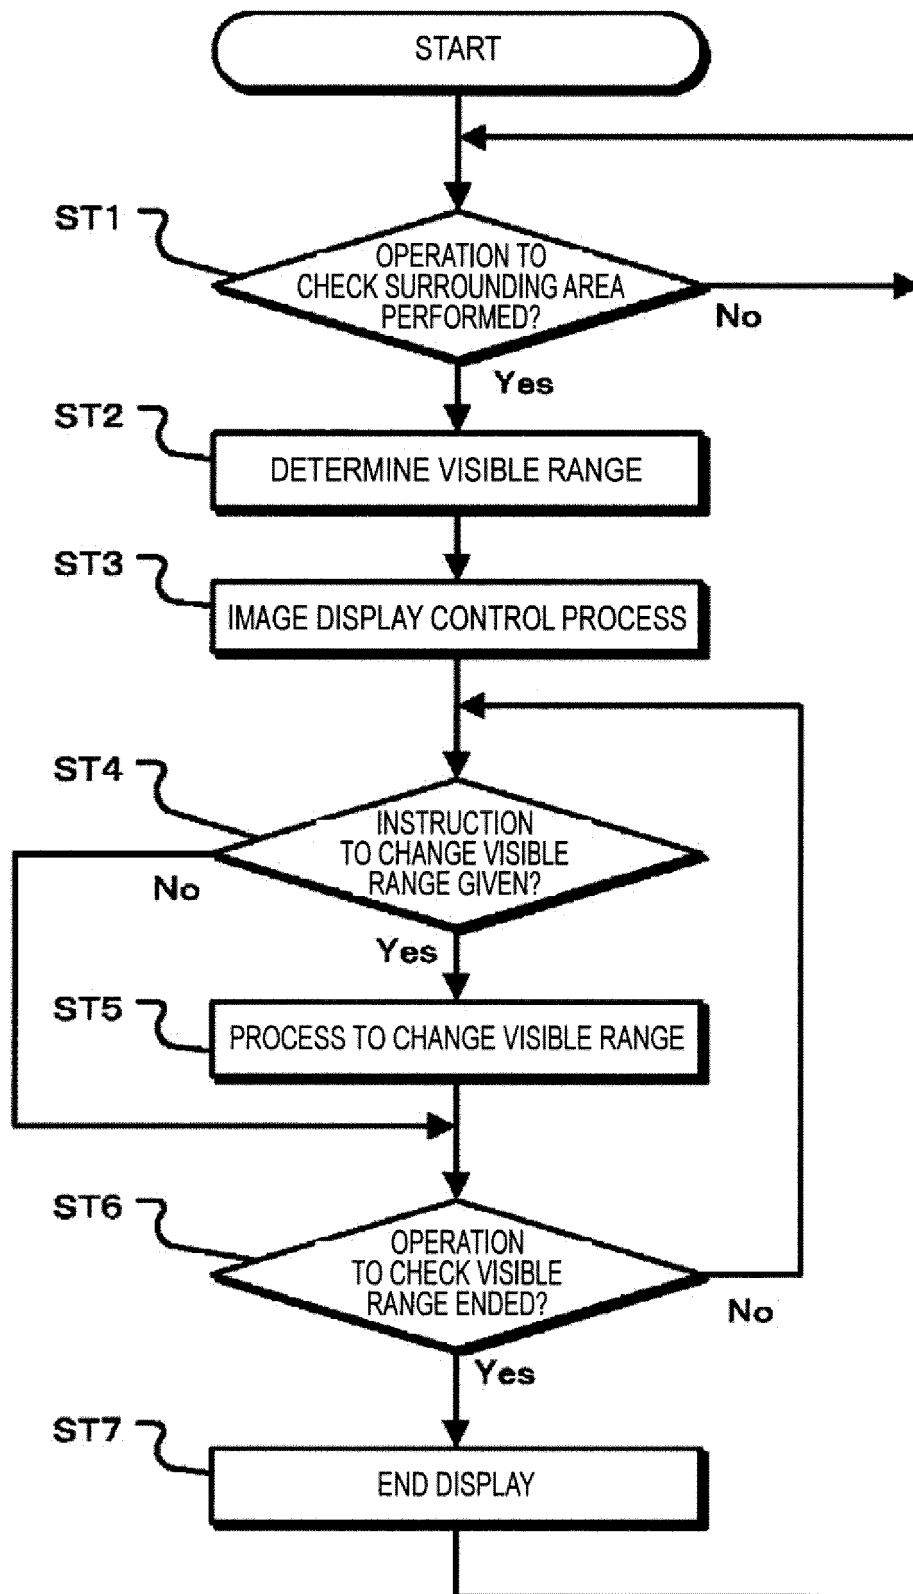 START
ST1
OPERATION TO
CHECK SURROUNDING AREA
PERFORMED?
No
Yes
ST2
DETERMINE VISIBLE RANGE
ST3
IMAGE DISPLAY CONTROL PROCESS
ST4
INSTRUCTION
TO CHANGE VISIBLE
RANGE GIVEN?
No
Yes
ST5
PROCESS TO CHANGE VISIBLE RANGE
ST6
OPERATION
TO CHECK VISIBLE
RANGE ENDED?
No
Yes
ST7
END DISPLAY